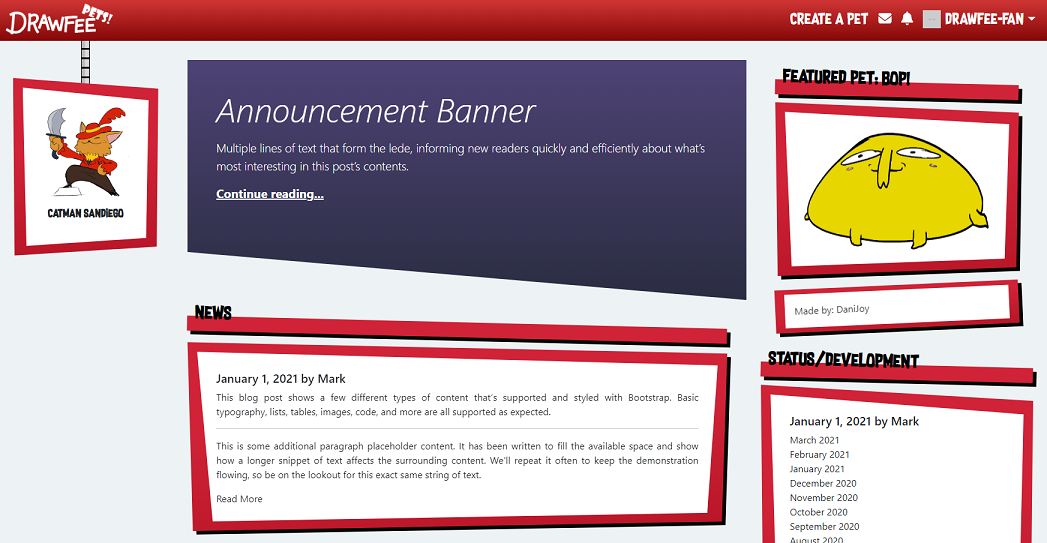 DRAWFEE PETS!
CREATE A PET
DRAWFEE-FAN
CATMAN SANDIEGO
Announcement Banner
Multiple lines of text that form the lede, informing new readers quickly and efficiently about what's
most interesting in this post's contents.
Continue reading...
NEWS
January 1, 2021 by Mark
This blog post shows a few different types of content that's supported and styled with Bootstrap. Basic
typography, lists, tables, images, code, and more are all supported as expected.
This is some additional paragraph placeholder content. It has been written to fill the available space and show
how a longer snippet of text affects the surrounding content. We'll repeat it often to keep the demonstration
flowing, so be on the lookout for this exact same string of text.
Read More
FEATURED PET: BOP!
Made by: DaniJoy
STATUS/DEVELOPMENT
January 1, 2021 by Mark
March 2021
February 2021
January 2021
December 2020
November 2020
October 2020
September 2020
August 2020